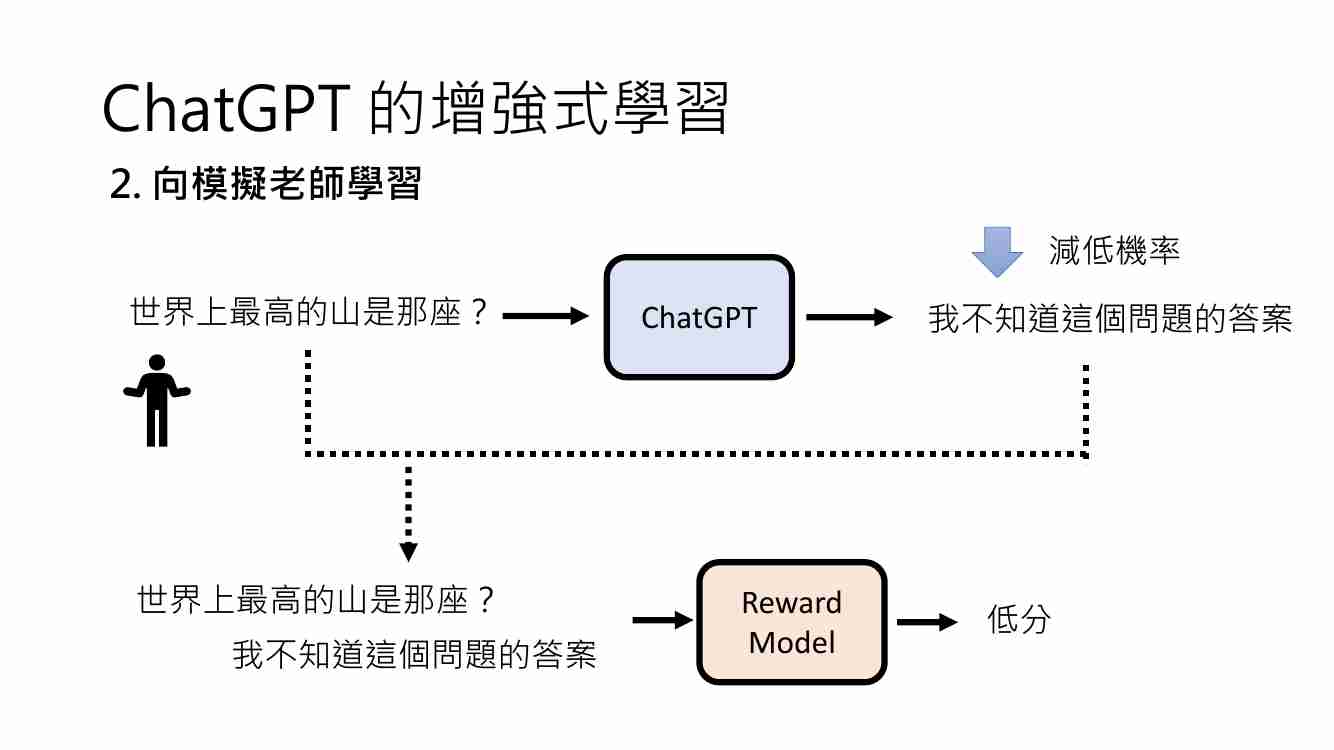 ChatGPT 的增強式學習
2. 向模擬老師學習
減低機率
世界上最高的山是那座？
ChatGPT
我不知道這個問題的答案
世界上最高的山是那座？
我不知道這個問題的答案
Reward
Model
低分